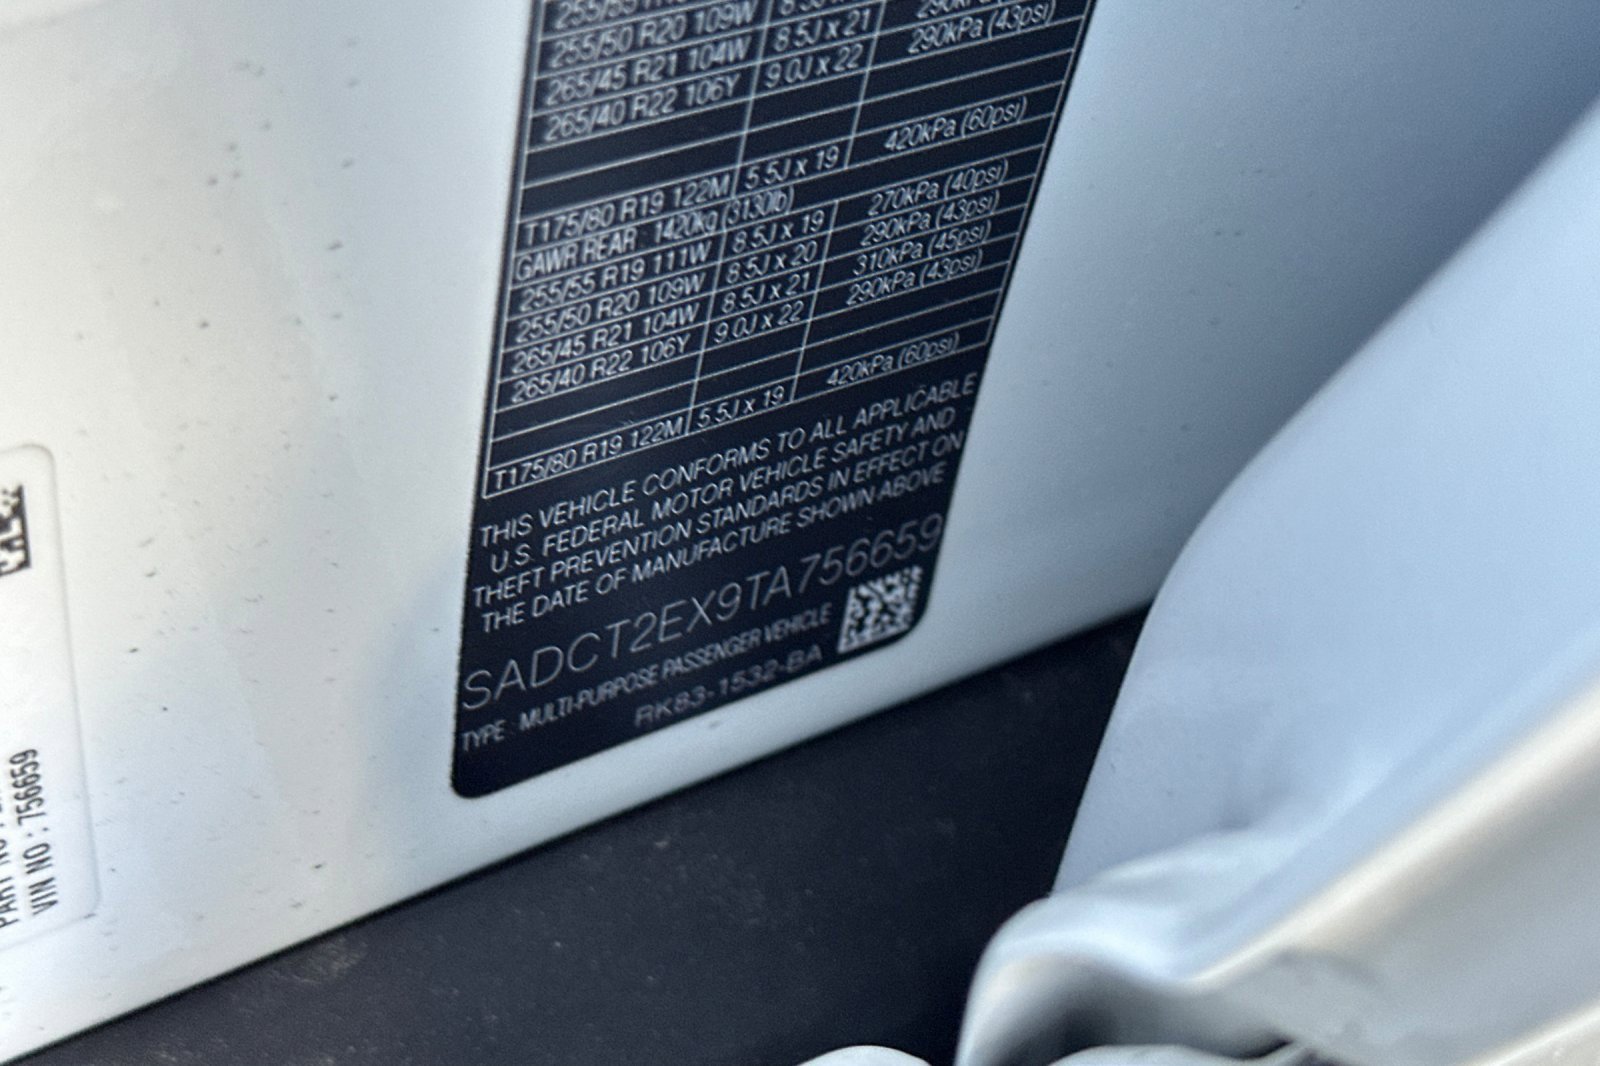 255/50 R20 109W 8.5J x 21 290kPa (43psi)
265/45 R21 104W 9.0J x 22
265/40 R22 106Y
T175/80 R19 122M 5.5J x 19 420kPa (60psi)
GAWR REAR : 1420kg (3130lb)
255/55 R19 111W 8.5J x 19 270kPa (40psi)
255/50 R20 109W 8.5J x 20 290kPa (43psi)
265/45 R21 104W 8.5J x 21 310kPa (45psi)
265/40 R22 106Y 9.0J x 22 290kPa (43psi)
T175/80 R19 122M 5.5J x 19 420kPa (60psi)
THIS VEHICLE CONFORMS TO ALL APPLICABLE
U.S. FEDERAL MOTOR VEHICLE SAFETY AND
THEFT PREVENTION STANDARDS IN EFFECT ON
THE DATE OF MANUFACTURE SHOWN ABOVE
SADCT2EX9TA756659
TYPE : MULTI-PURPOSE PASSENGER VEHICLE
RK83-1532-BA
PART NO
VIN NO : 756659